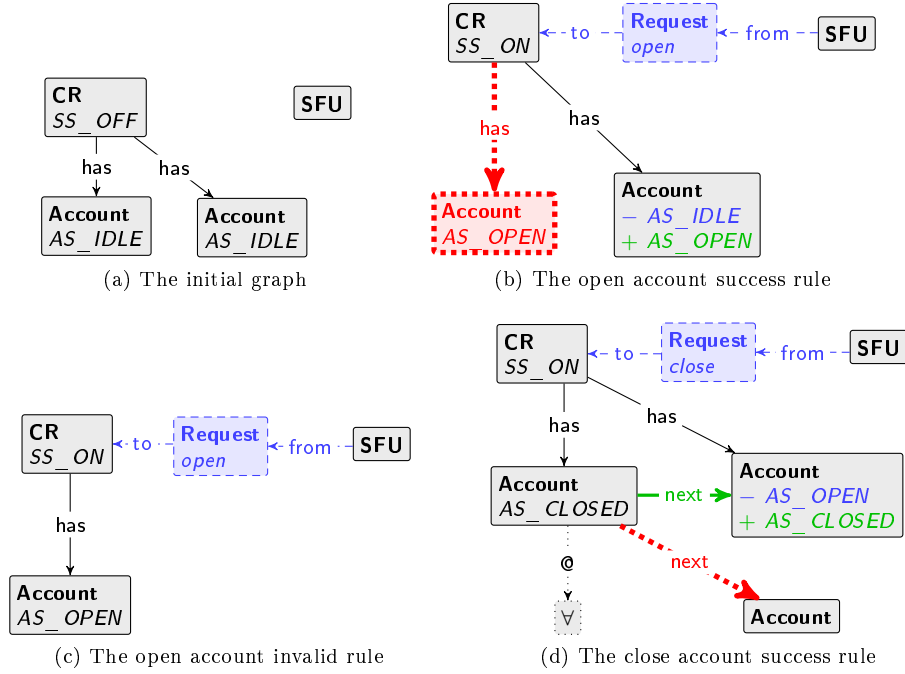 CR
SS_OFF
SFU
has
has
Account
AS_IDLE
Account
AS_IDLE
(a) The initial graph
CR
SS_ON
to
Request
open
from
SFU
has
has
Account
AS_OPEN
Account
− AS_IDLE
+ AS_OPEN
(b) The open account success rule
CR
SS_ON
to
Request
open
from
SFU
has
Account
AS_OPEN
(c) The open account invalid rule
CR
SS_ON
to
Request
close
from
SFU
has
has
Account
AS_CLOSED
next
Account
− AS_OPEN
+ AS_CLOSED
@
next
∀
Account
(d) The close account success rule